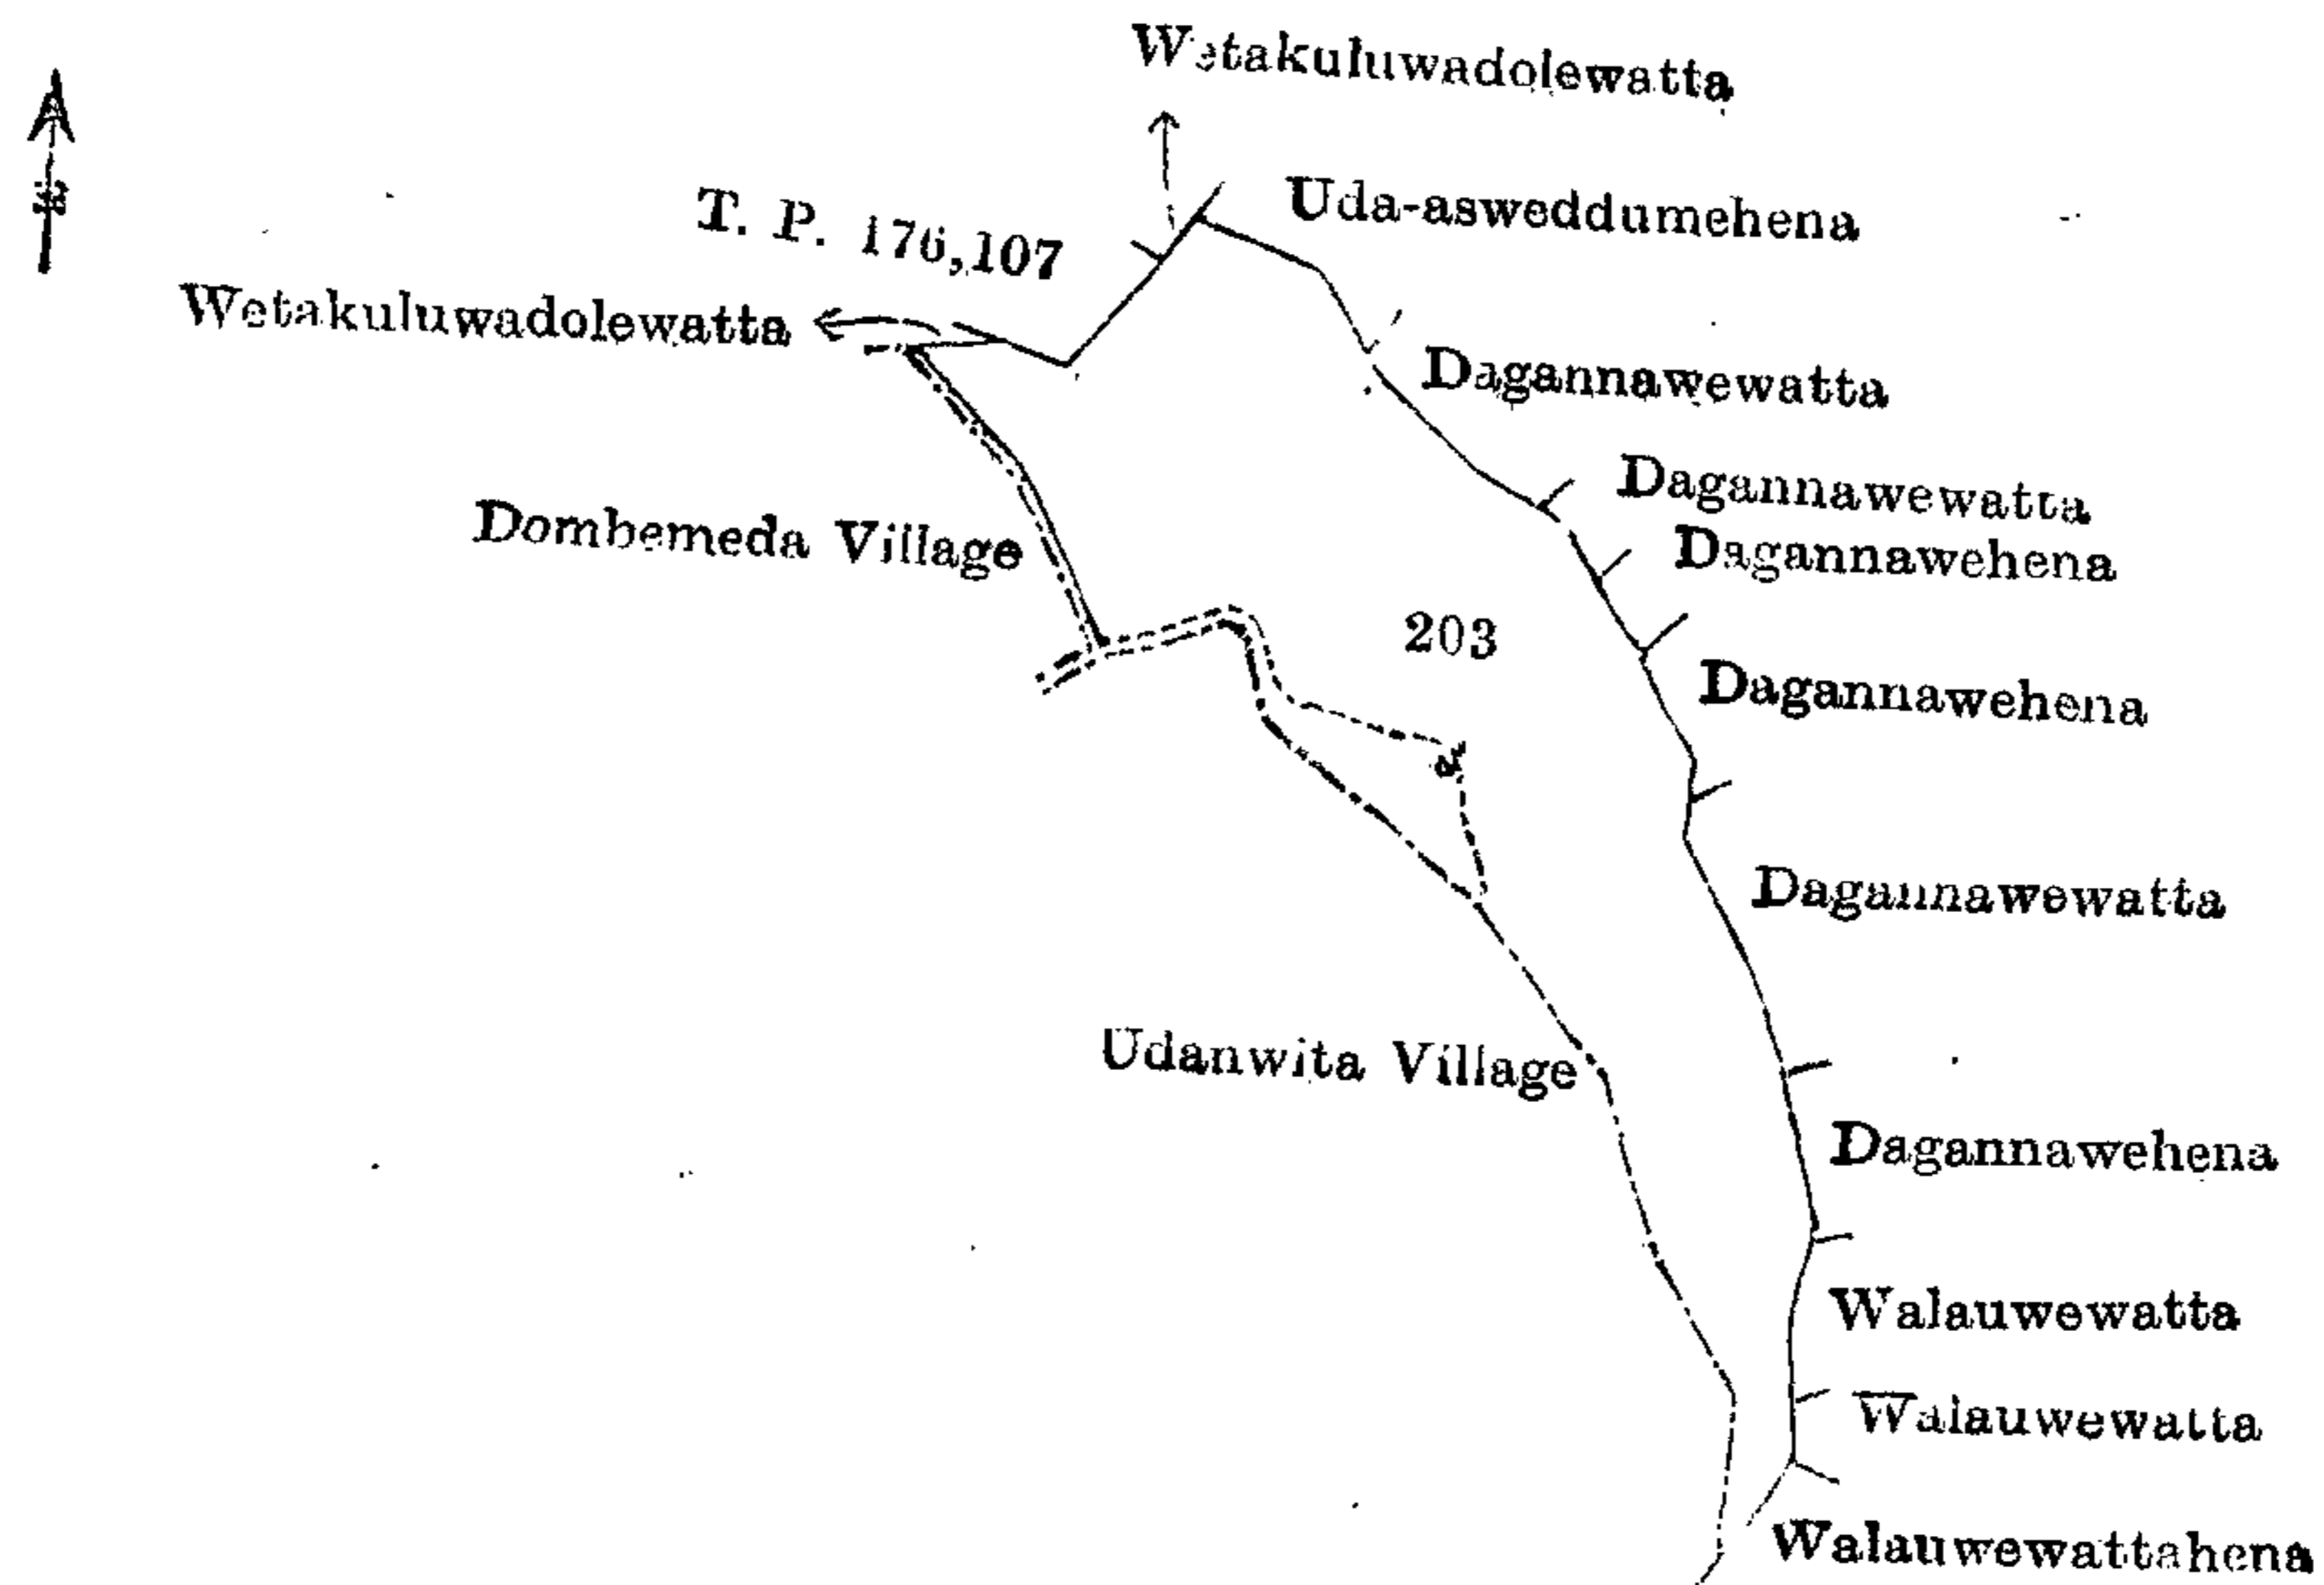 Wetakuluwadolewatta
Uda-asweddumehena
T. P. 176,107
Wetakuluwadolewatta
Dagannawewatta
Dagannawewatta
Dombemeda Village
Dagannawehena
203
Dagannawehena
Dagannawewatta
Udanwita Village
Dagannawehena
Walauwewatta
Walauwewatta
Walauwewattahena